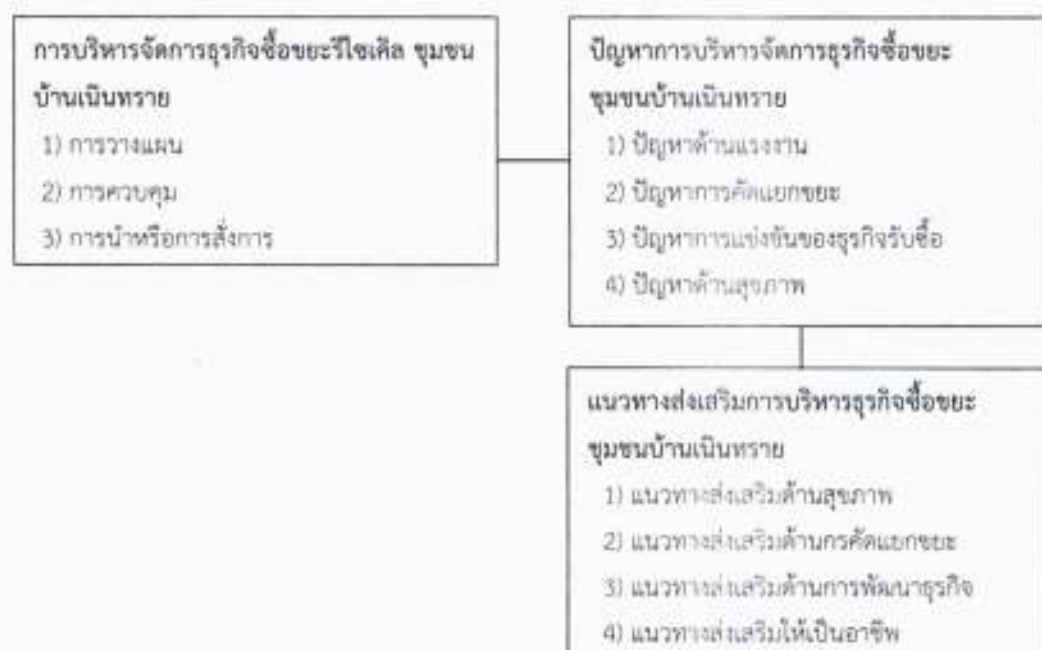 การบริหารจัดการธุรกิจซื้อขยะรีไซเคิล ชุมชน
บ้านเนินทราย
1) การวางแผน
2) การควบคุม
3) การนำหรือการสั่งการ
ปัญหาการบริหารจัดการธุรกิจซื้อขยะ
ชุมชนบ้านเนินทราย
1) ปัญหาด้านแรงงาน
2) ปัญหาการคัดแยกขยะ
3) ปัญหาการแข่งขันของธุรกิจรับซื้อ
4) ปัญหาด้านสุขภาพ
แนวทางส่งเสริมการบริหารธุรกิจซื้อขยะ
ชุมชนบ้านเนินทราย
1) แนวทางส่งเสริมด้านสุขภาพ
2) แนวทางส่งเสริมด้านกรคัดแยกขยะ
3) แนวทางส่งเสริมด้านการพัฒนาธุรกิจ
4) แนวทางส่งเสริมให้เป็นอาชีพ